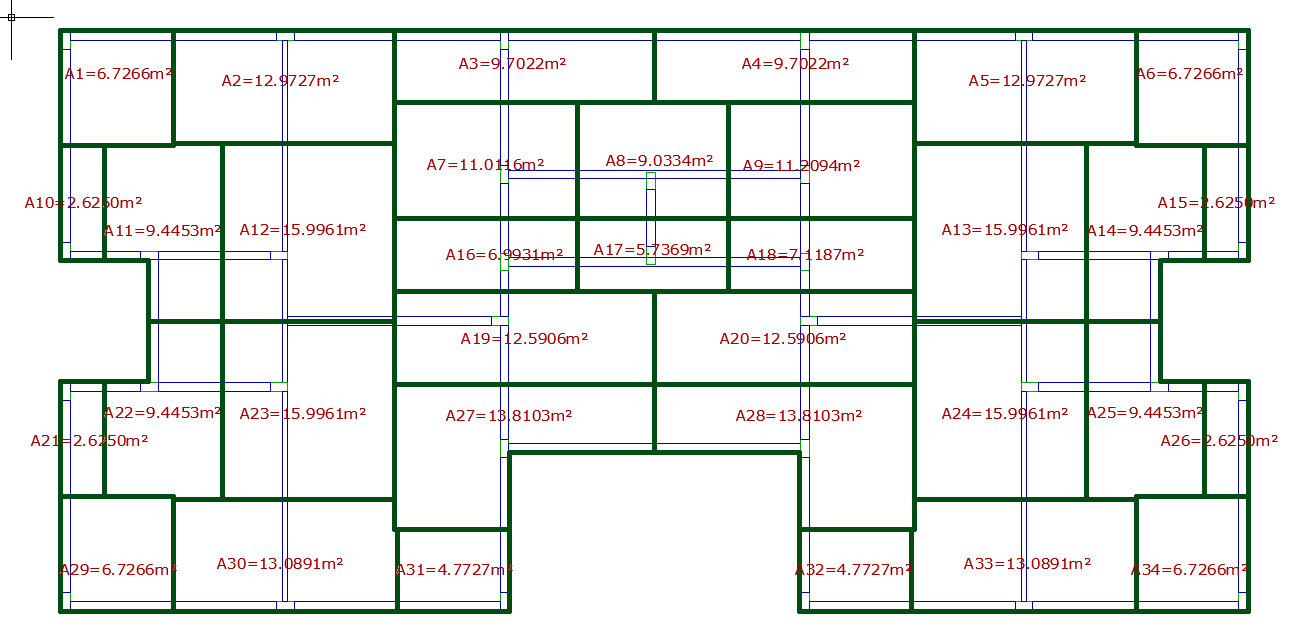 A1=6.7266m²
A2=12.9727m²
A3=9.7022m²
A4=9.7022m²
A5=12.9727m²
A6=6.7266m²
A7=11.0116m²
A8=9.0334m²
A9=11.2094m²
A10=2.6250m²
A11=9.4453m²
A12=15.9961m²
A13=15.9961m²
A14=9.4453m²
A15=2.6250m²
A16=6.9931m²
A17=5.7369m²
A18=7.1187m²
A19=12.5906m²
A20=12.5906m²
A21=2.6250m²
A22=9.4453m²
A23=15.9961m²
A24=15.9961m²
A25=9.4453m²
A26=2.6250m²
A27=13.8103m²
A28=13.8103m²
A29=6.7266m²
A30=13.0891m²
A31=4.7727m²
A32=4.7727m²
A33=13.0891m²
A34=6.7266m²